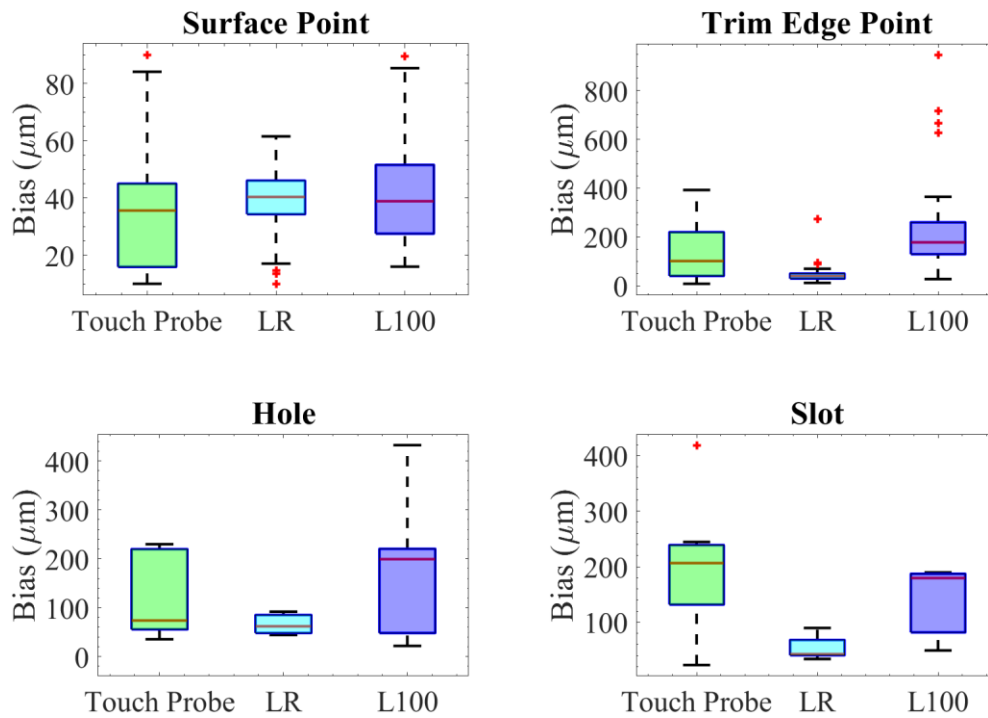 Surface Point
Bias (μm)
80
60
40
20
Touch Probe LR L100
Trim Edge Point
Bias (μm)
800
600
400
200
0
Touch Probe LR L100
Hole
Bias (μm)
400
300
200
100
0
Touch Probe LR L100
Slot
Bias (μm)
400
300
200
100
Touch Probe LR L100